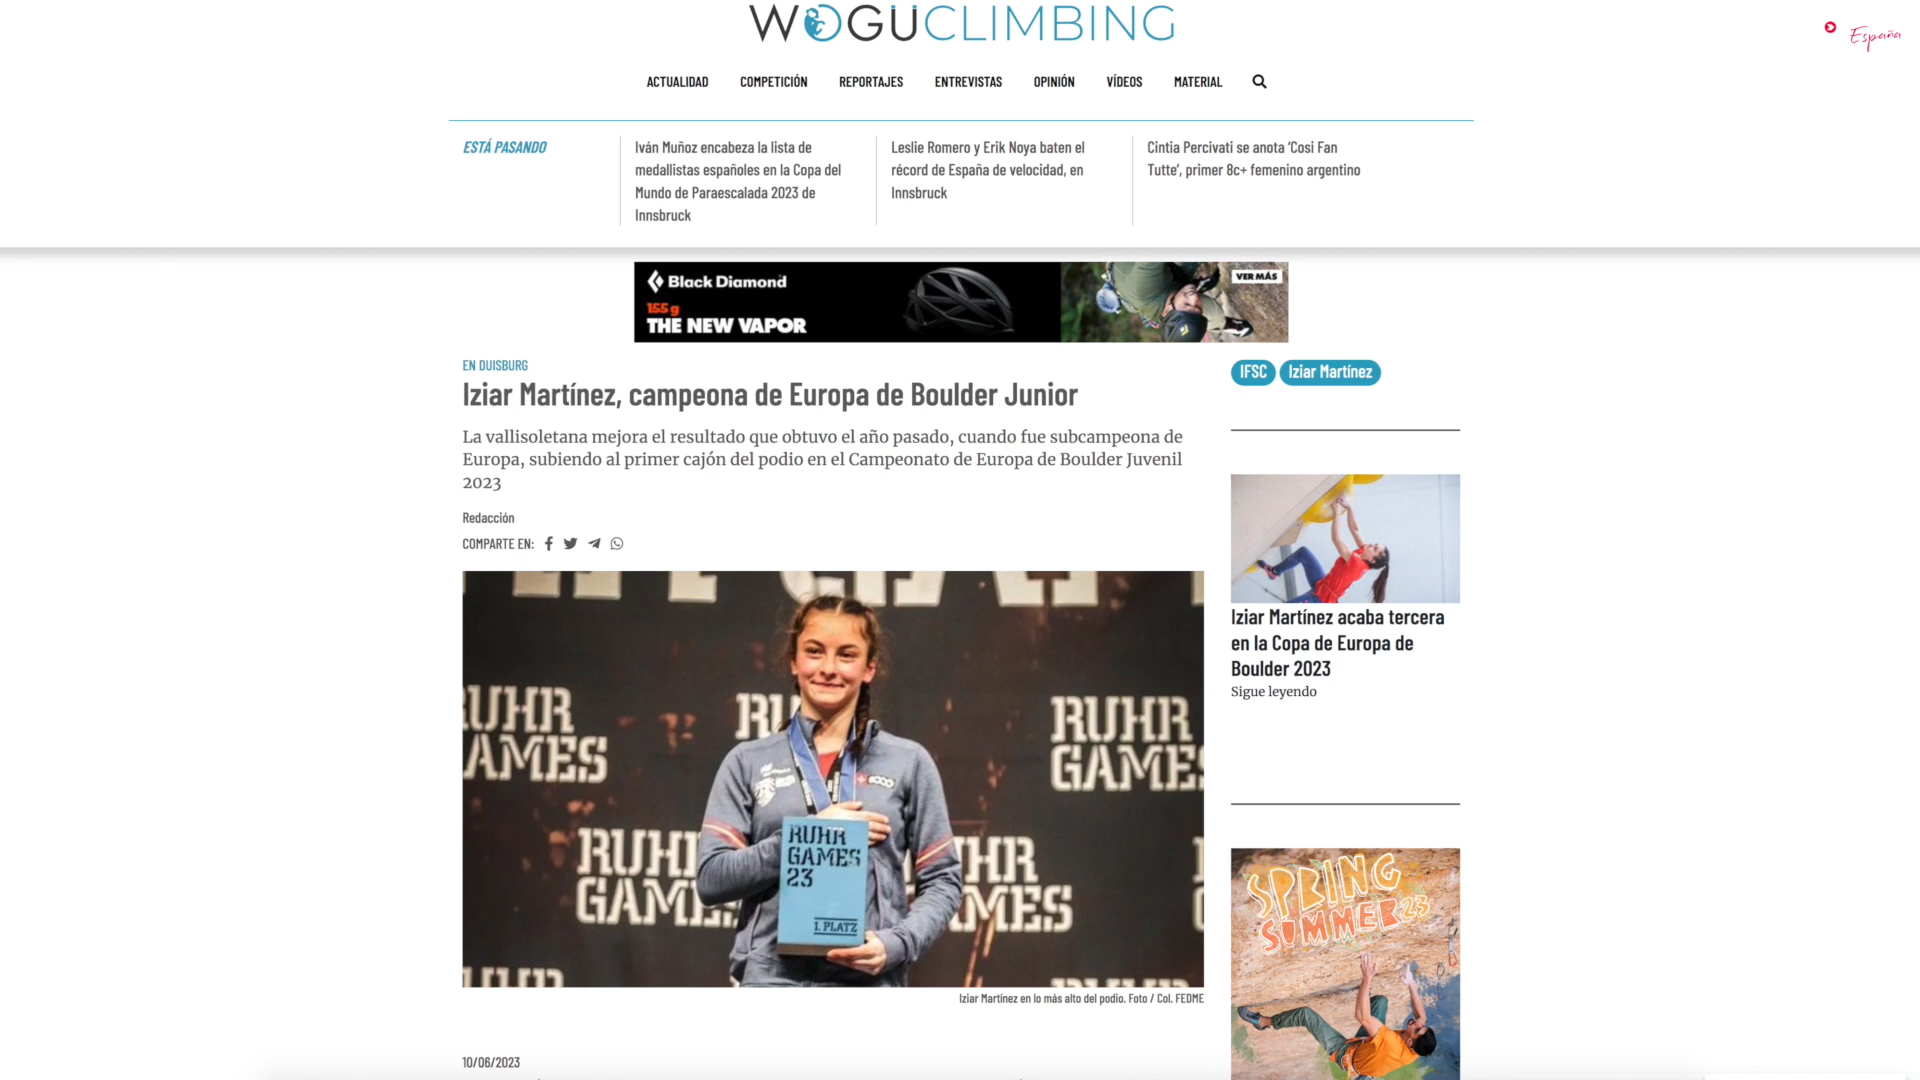 WOGÜCLIMBING
España
ACTUALIDAD COMPETICIÓN REPORTAJES ENTREVISTAS OPINIÓN VÍDEOS MATERIAL
ESTÁ PASANDO
Iván Muñoz encabeza la lista de
medallistas españoles en la Copa del
Mundo de Paraescalada 2023 de
Innsbruck
Leslie Romero y Erik Noya baten el
récord de España de velocidad, en
Innsbruck
Cintia Percivati se anota ‘Cosi Fan
Tutte’, primer 8c+ femenino argentino
Black Diamond
155 g
THE NEW VAPOR
VER MÁS
EN DUISBURG
Iziar Martínez, campeona de Europa de Boulder Junior
La vallisoletana mejora el resultado que obtuvo el año pasado, cuando fue subcampeona de
Europa, subiendo al primer cajón del podio en el Campeonato de Europa de Boulder Juvenil
2023
Redacción
COMPARTE EN:
RUHR
GAMES
RUHR
GAMES
RUHR
GAMES
23
1. PLATZ
Iziar Martínez en lo más alto del podio. Foto / Col. FEDME
10/06/2023
IFSC Iziar Martínez
Iziar Martínez acaba tercera
en la Copa de Europa de
Boulder 2023
Sigue leyendo
SPRING
SUMMER 23